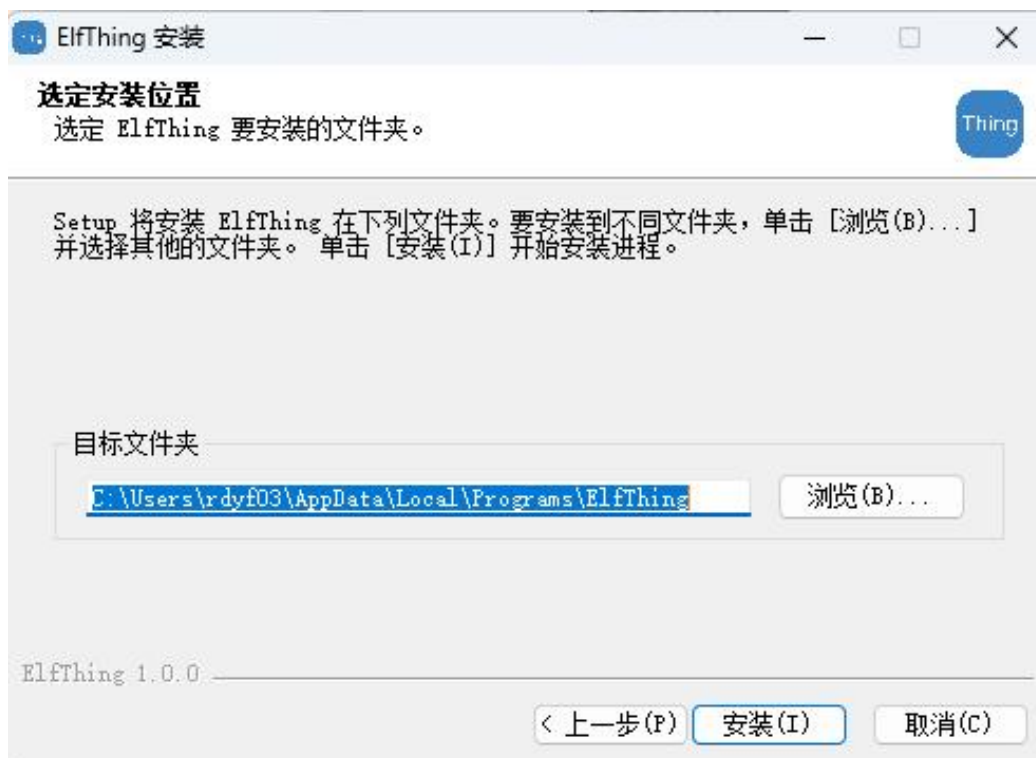 ElfThing 安装
选定安装位置
选定 ElfThing 要安装的文件夹。
Thing
Setup 将安装 ElfThing 在下列文件夹。要安装到不同文件夹，单击 [浏览(B)...]
并选择其他的文件夹。 单击 [安装(I)] 开始安装进程。
目标文件夹
C:\Users\rdyf03\AppData\Local\Programs\ElfThing
浏览(B)...
ElfThing 1.0.0
< 上一步(P)
安装(I)
取消(C)